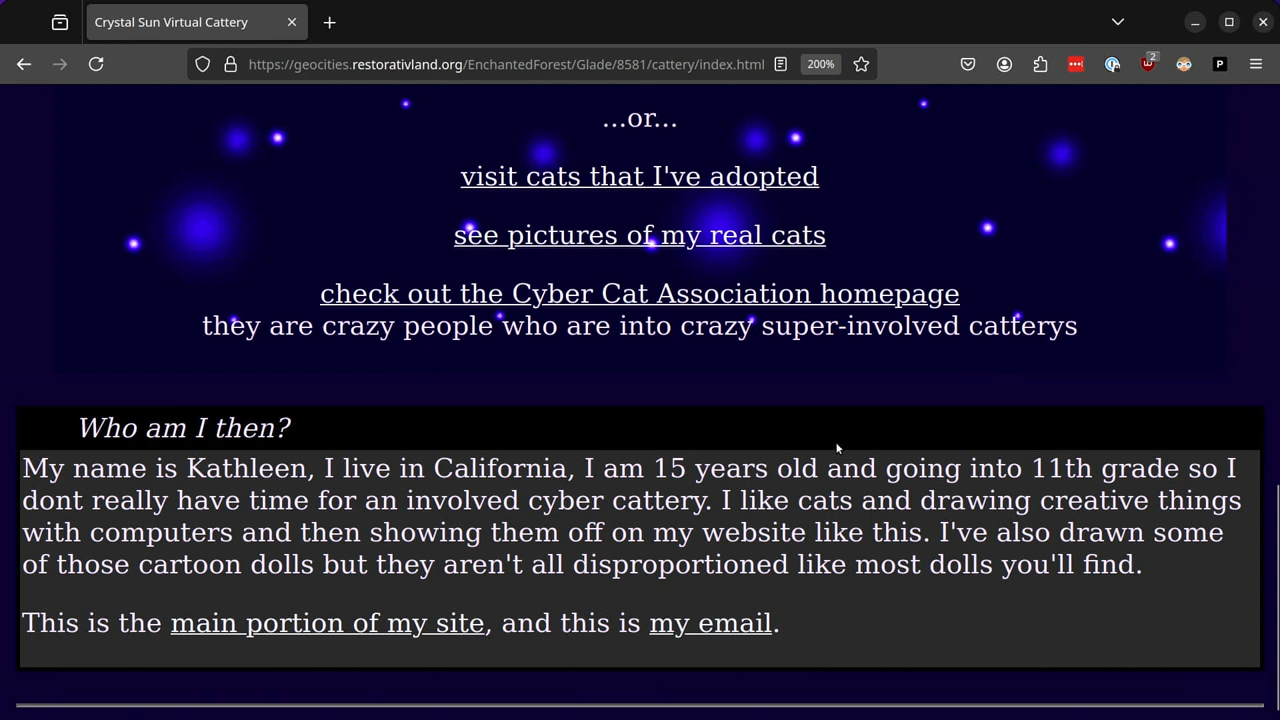 Crystal Sun Virtual Cattery
https://geocities.restorativland.org/EnchantedForest/Glade/8581/cattery/index.html
200%
2
P
...or...
visit cats that I've adopted
see pictures of my real cats
check out the Cyber Cat Association homepage
they are crazy people who are into crazy super-involved catterys
Who am I then?
My name is Kathleen, I live in California, I am 15 years old and going into 11th grade so I
dont really have time for an involved cyber cattery. I like cats and drawing creative things
with computers and then showing them off on my website like this. I've also drawn some
of those cartoon dolls but they aren't all disproportioned like most dolls you'll find.
This is the main portion of my site, and this is my email.